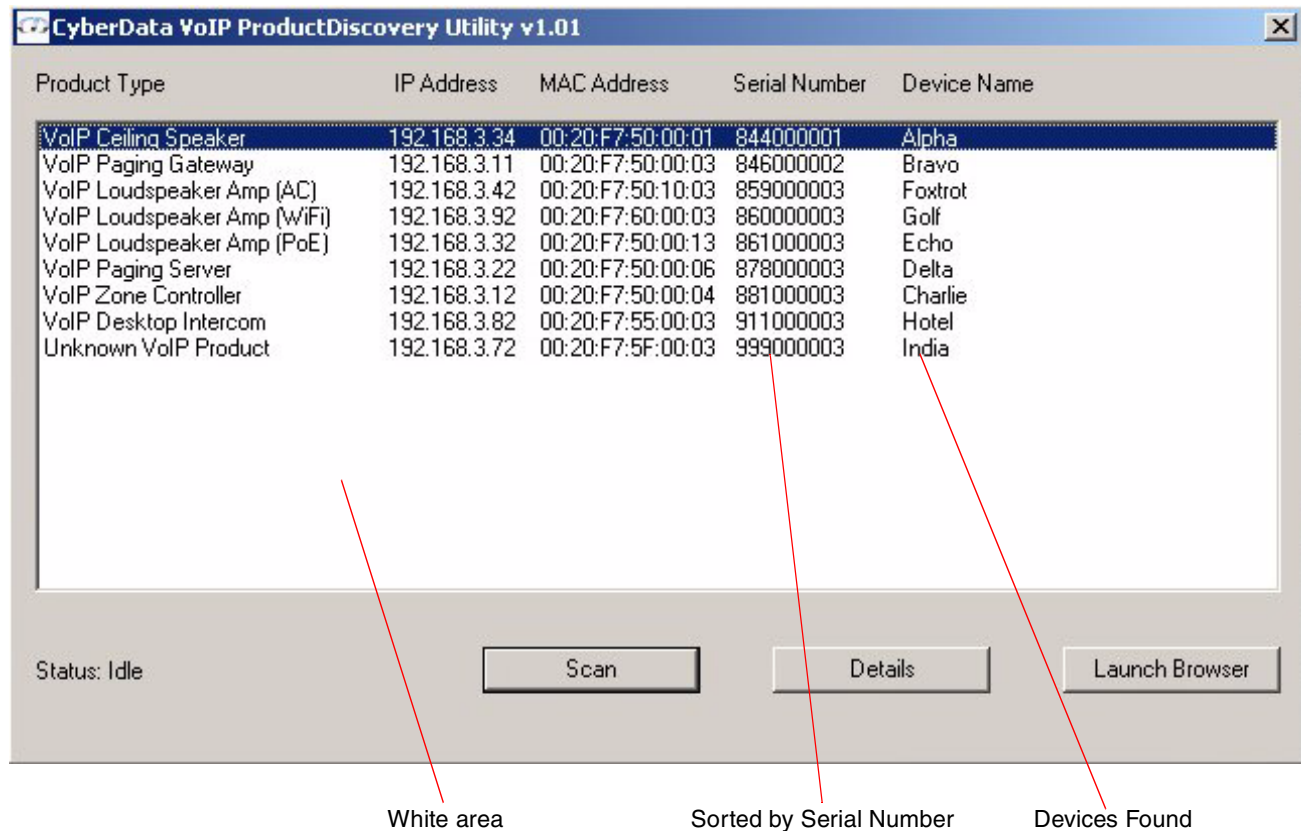 CyberData VoIP ProductDiscovery Utility v1.01
Product Type IP Address MAC Address Serial Number Device Name
VoIP Ceiling Speaker 192.168.3.34 00:20:F7:50:00:01 844000001 Alpha
VoIP Paging Gateway 192.168.3.11 00:20:F7:50:00:03 846000002 Bravo
VoIP Loudspeaker Amp (AC) 192.168.3.42 00:20:F7:50:10:03 859000003 Foxtrot
VoIP Loudspeaker Amp (WiFi) 192.168.3.92 00:20:F7:60:00:03 860000003 Golf
VoIP Loudspeaker Amp (PoE) 192.168.3.32 00:20:F7:50:00:13 861000003 Echo
VoIP Paging Server 192.168.3.22 00:20:F7:50:00:06 878000003 Delta
VoIP Zone Controller 192.168.3.12 00:20:F7:50:00:04 881000003 Charlie
VoIP Desktop Intercom 192.168.3.82 00:20:F7:55:00:03 911000003 Hotel
Unknown VoIP Product 192.168.3.72 00:20:F7:5F:00:03 999000003 India
Status: Idle Scan Details Launch Browser
White area Sorted by Serial Number Devices Found